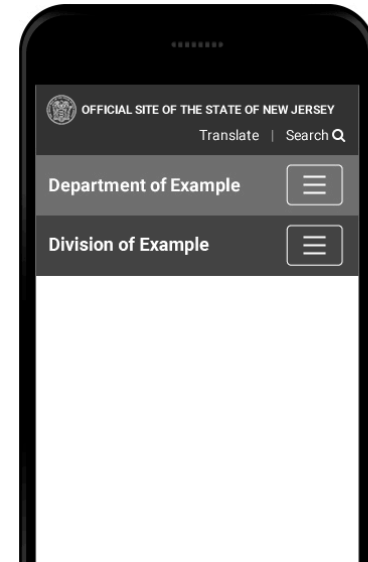 OFFICIAL SITE OF THE STATE OF NEW JERSEY
Translate | Search
Department of Example
Division of Example